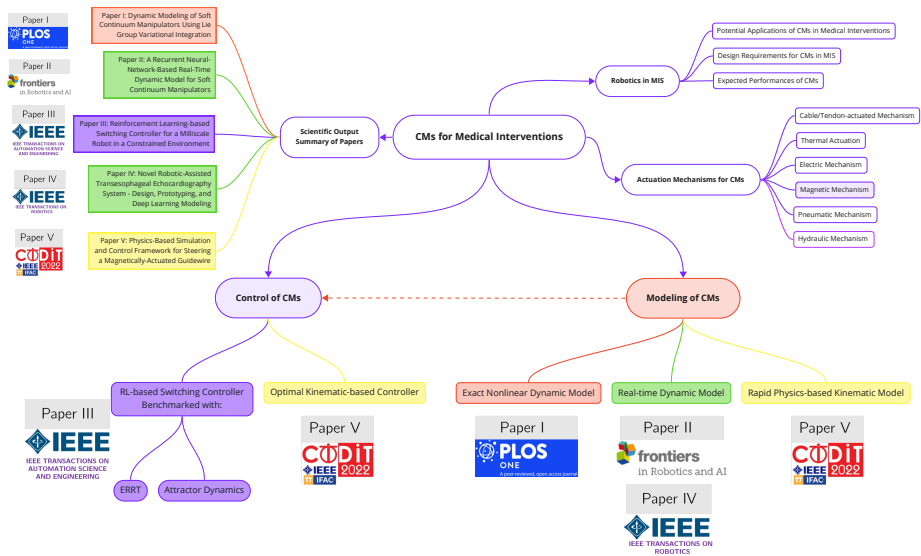 Paper I
PLOS
ONE
A peer-reviewed, open access journal
Paper I: Dynamic Modeling of Soft
Continuum Manipulators Using Lie
Group Variational Integration
Paper II
frontiers
in Robotics and AI
Paper II: A Recurrent Neural-
Network-Based Real-Time
Dynamic Model for Soft
Continuum Manipulators
Paper III
IEEE
IEEE TRANSACTIONS ON
AUTOMATION SCIENCE
AND ENGINEERING
Paper III: Reinforcement Learning-based
Switching Controller for a Milliscale
Robot in a Constrained Environment
Paper IV
IEEE
IEEE TRANSACTIONS ON
ROBOTICS
Paper IV: Novel Robotic-Assisted
Transesophageal Echocardiography
System - Design, Prototyping, and
Deep Learning Modeling
Paper V
CODiT
2022
IEEE
IFAC
Paper V: Physics-Based Simulation
and Control Framework for Steering
a Magnetically-Actuated Guidewire
Scientific Output
Summary of Papers
CMs for Medical Interventions
Robotics in MIS
Potential Applications of CMs in Medical Interventions
Design Requirements for CMs in MIS
Expected Performances of CMs
Actuation Mechanisms for CMs
Cable/Tendon-actuated Mechanism
Thermal Actuation
Electric Mechanism
Magnetic Mechanism
Pneumatic Mechanism
Hydraulic Mechanism
Control of CMs
Modeling of CMs
RL-based Switching Controller
Benchmarked with:
Optimal Kinematic-based Controller
Exact Nonlinear Dynamic Model
Real-time Dynamic Model
Rapid Physics-based Kinematic Model
Paper III
IEEE
IEEE TRANSACTIONS ON
AUTOMATION SCIENCE
AND ENGINEERING
ERRT
Attractor Dynamics
Paper V
CODiT
2022
IEEE
IFAC
Paper I
PLOS
ONE
A peer-reviewed, open access journal
Paper II
frontiers
in Robotics and AI
Paper IV
IEEE
IEEE TRANSACTIONS ON
ROBOTICS
Paper V
CODiT
2022
IEEE
IFAC